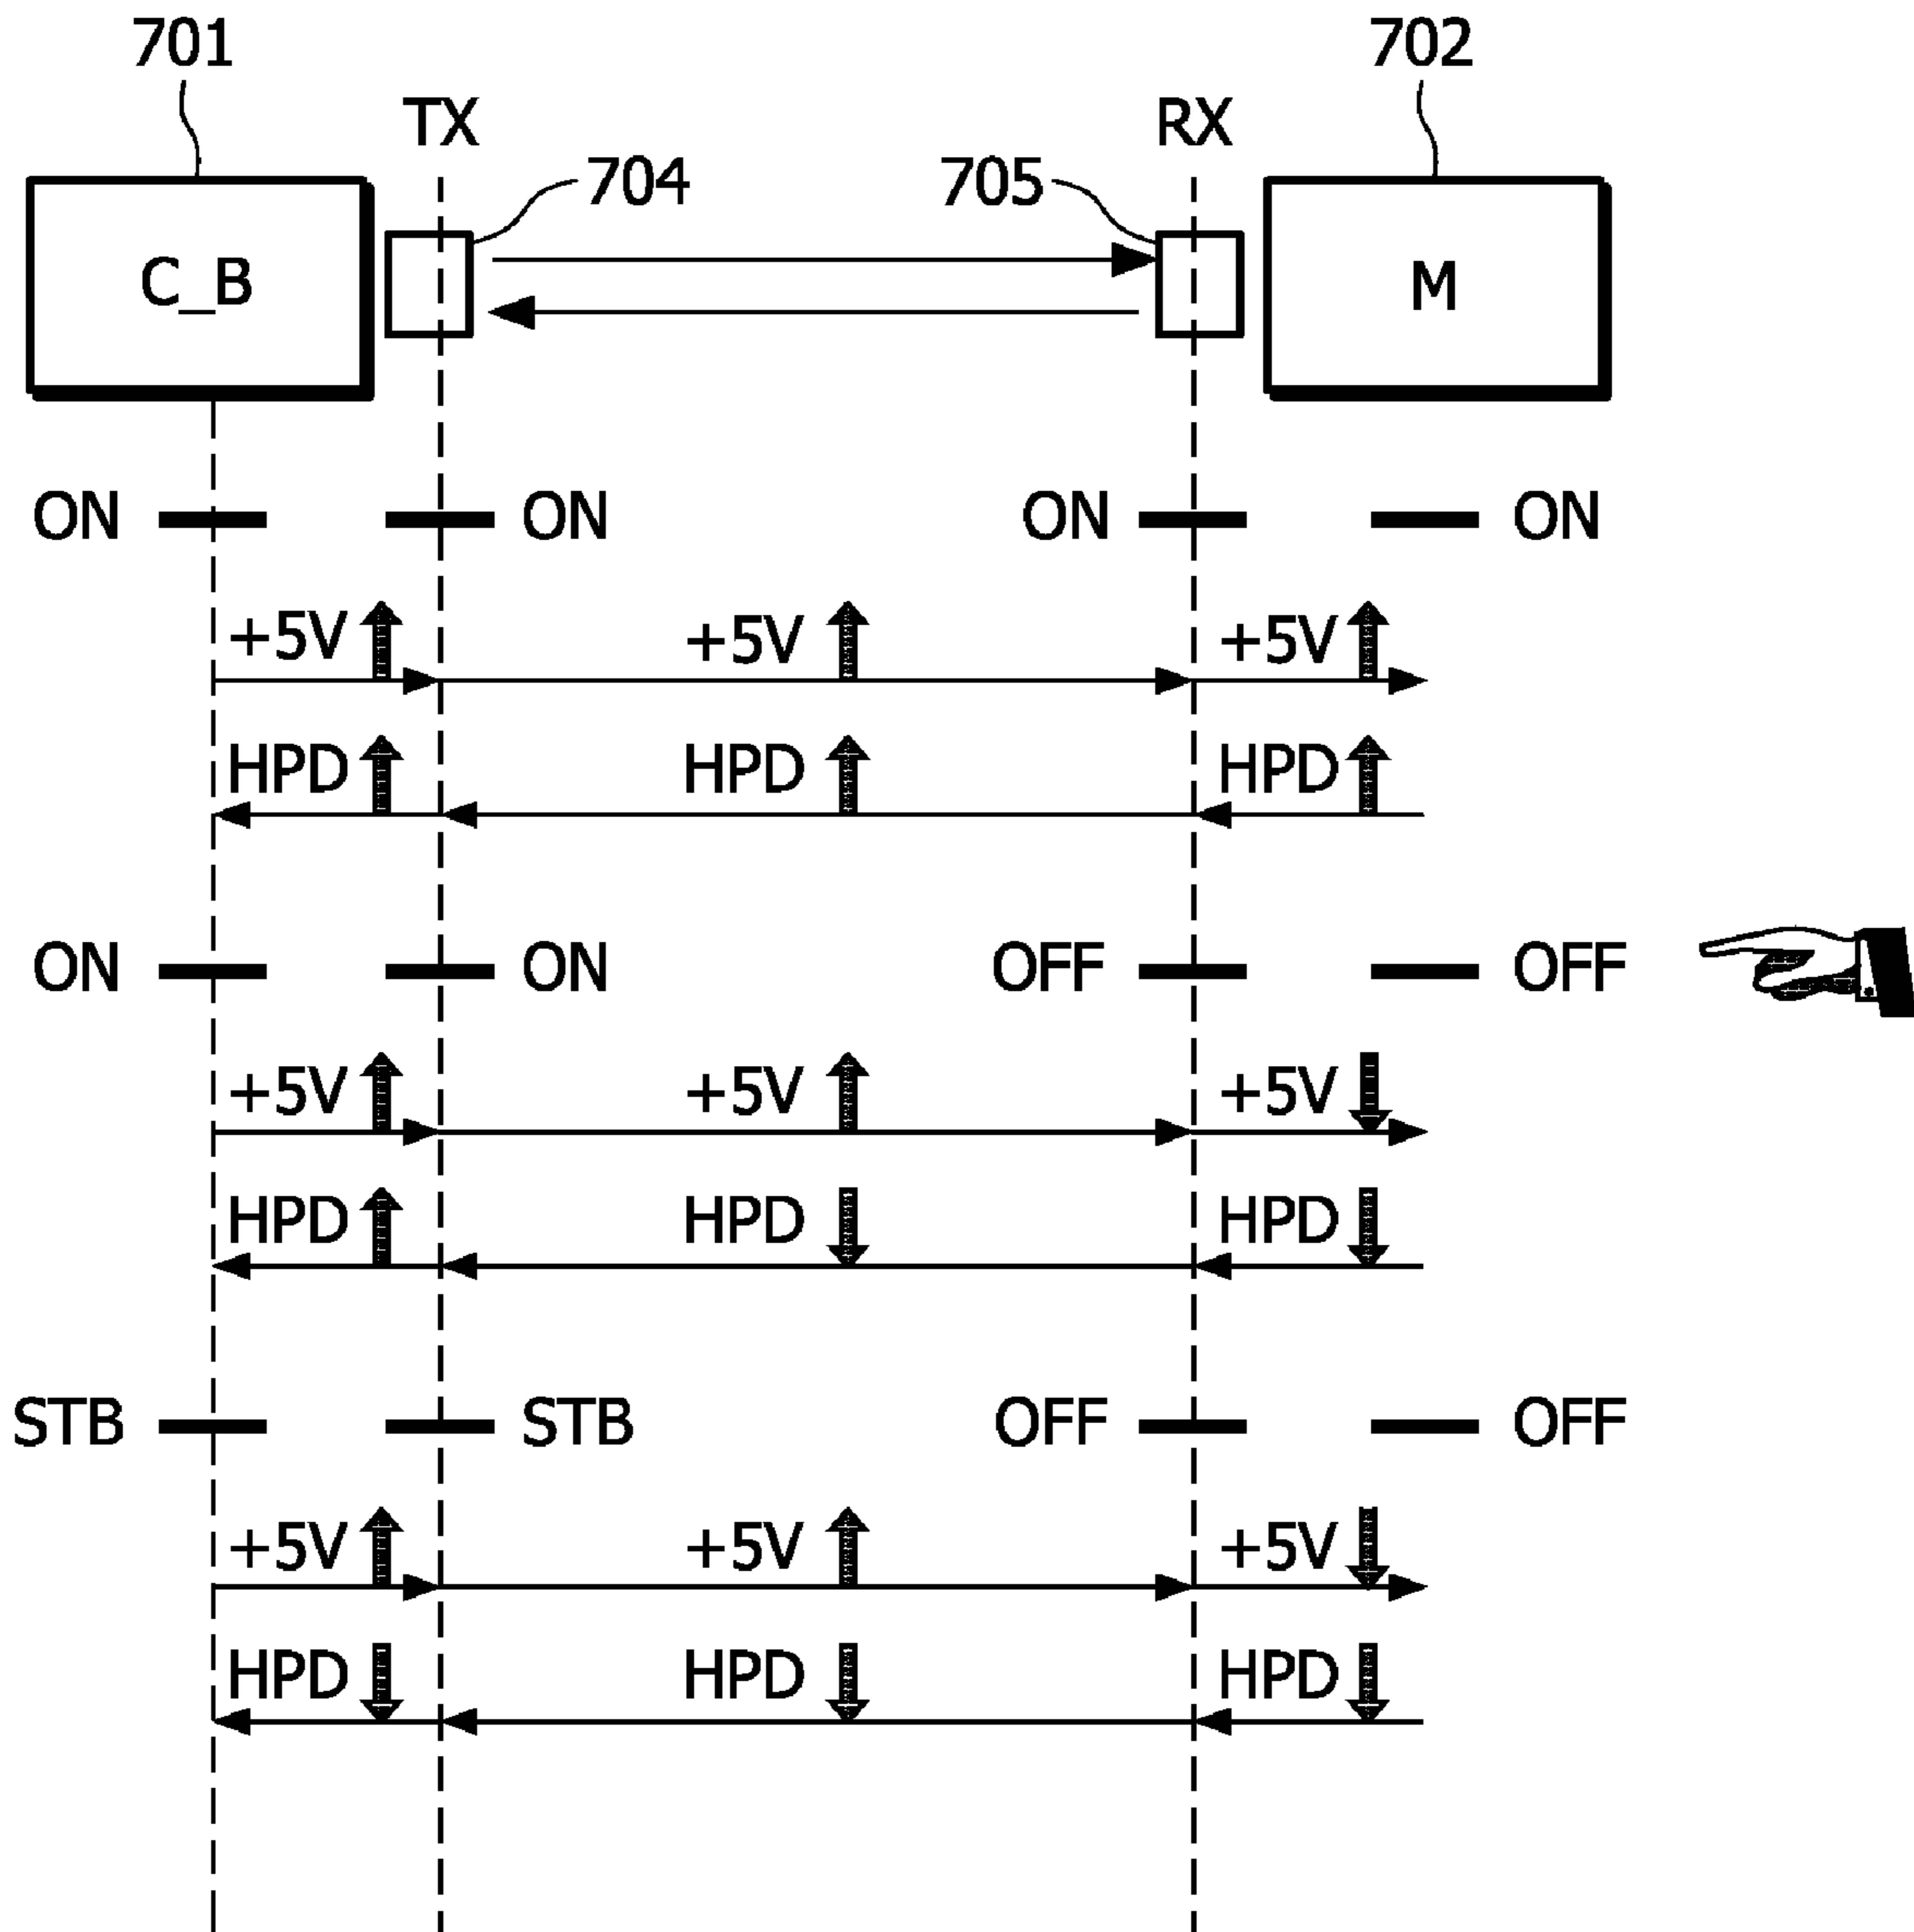 701 702
TX RX
704 705
C_B M
ON ON ON ON
+5V +5V +5V
HPD HPD HPD
ON ON OFF OFF
+5V +5V +5V
HPD HPD HPD
STB STB OFF OFF
+5V +5V +5V
HPD HPD HPD